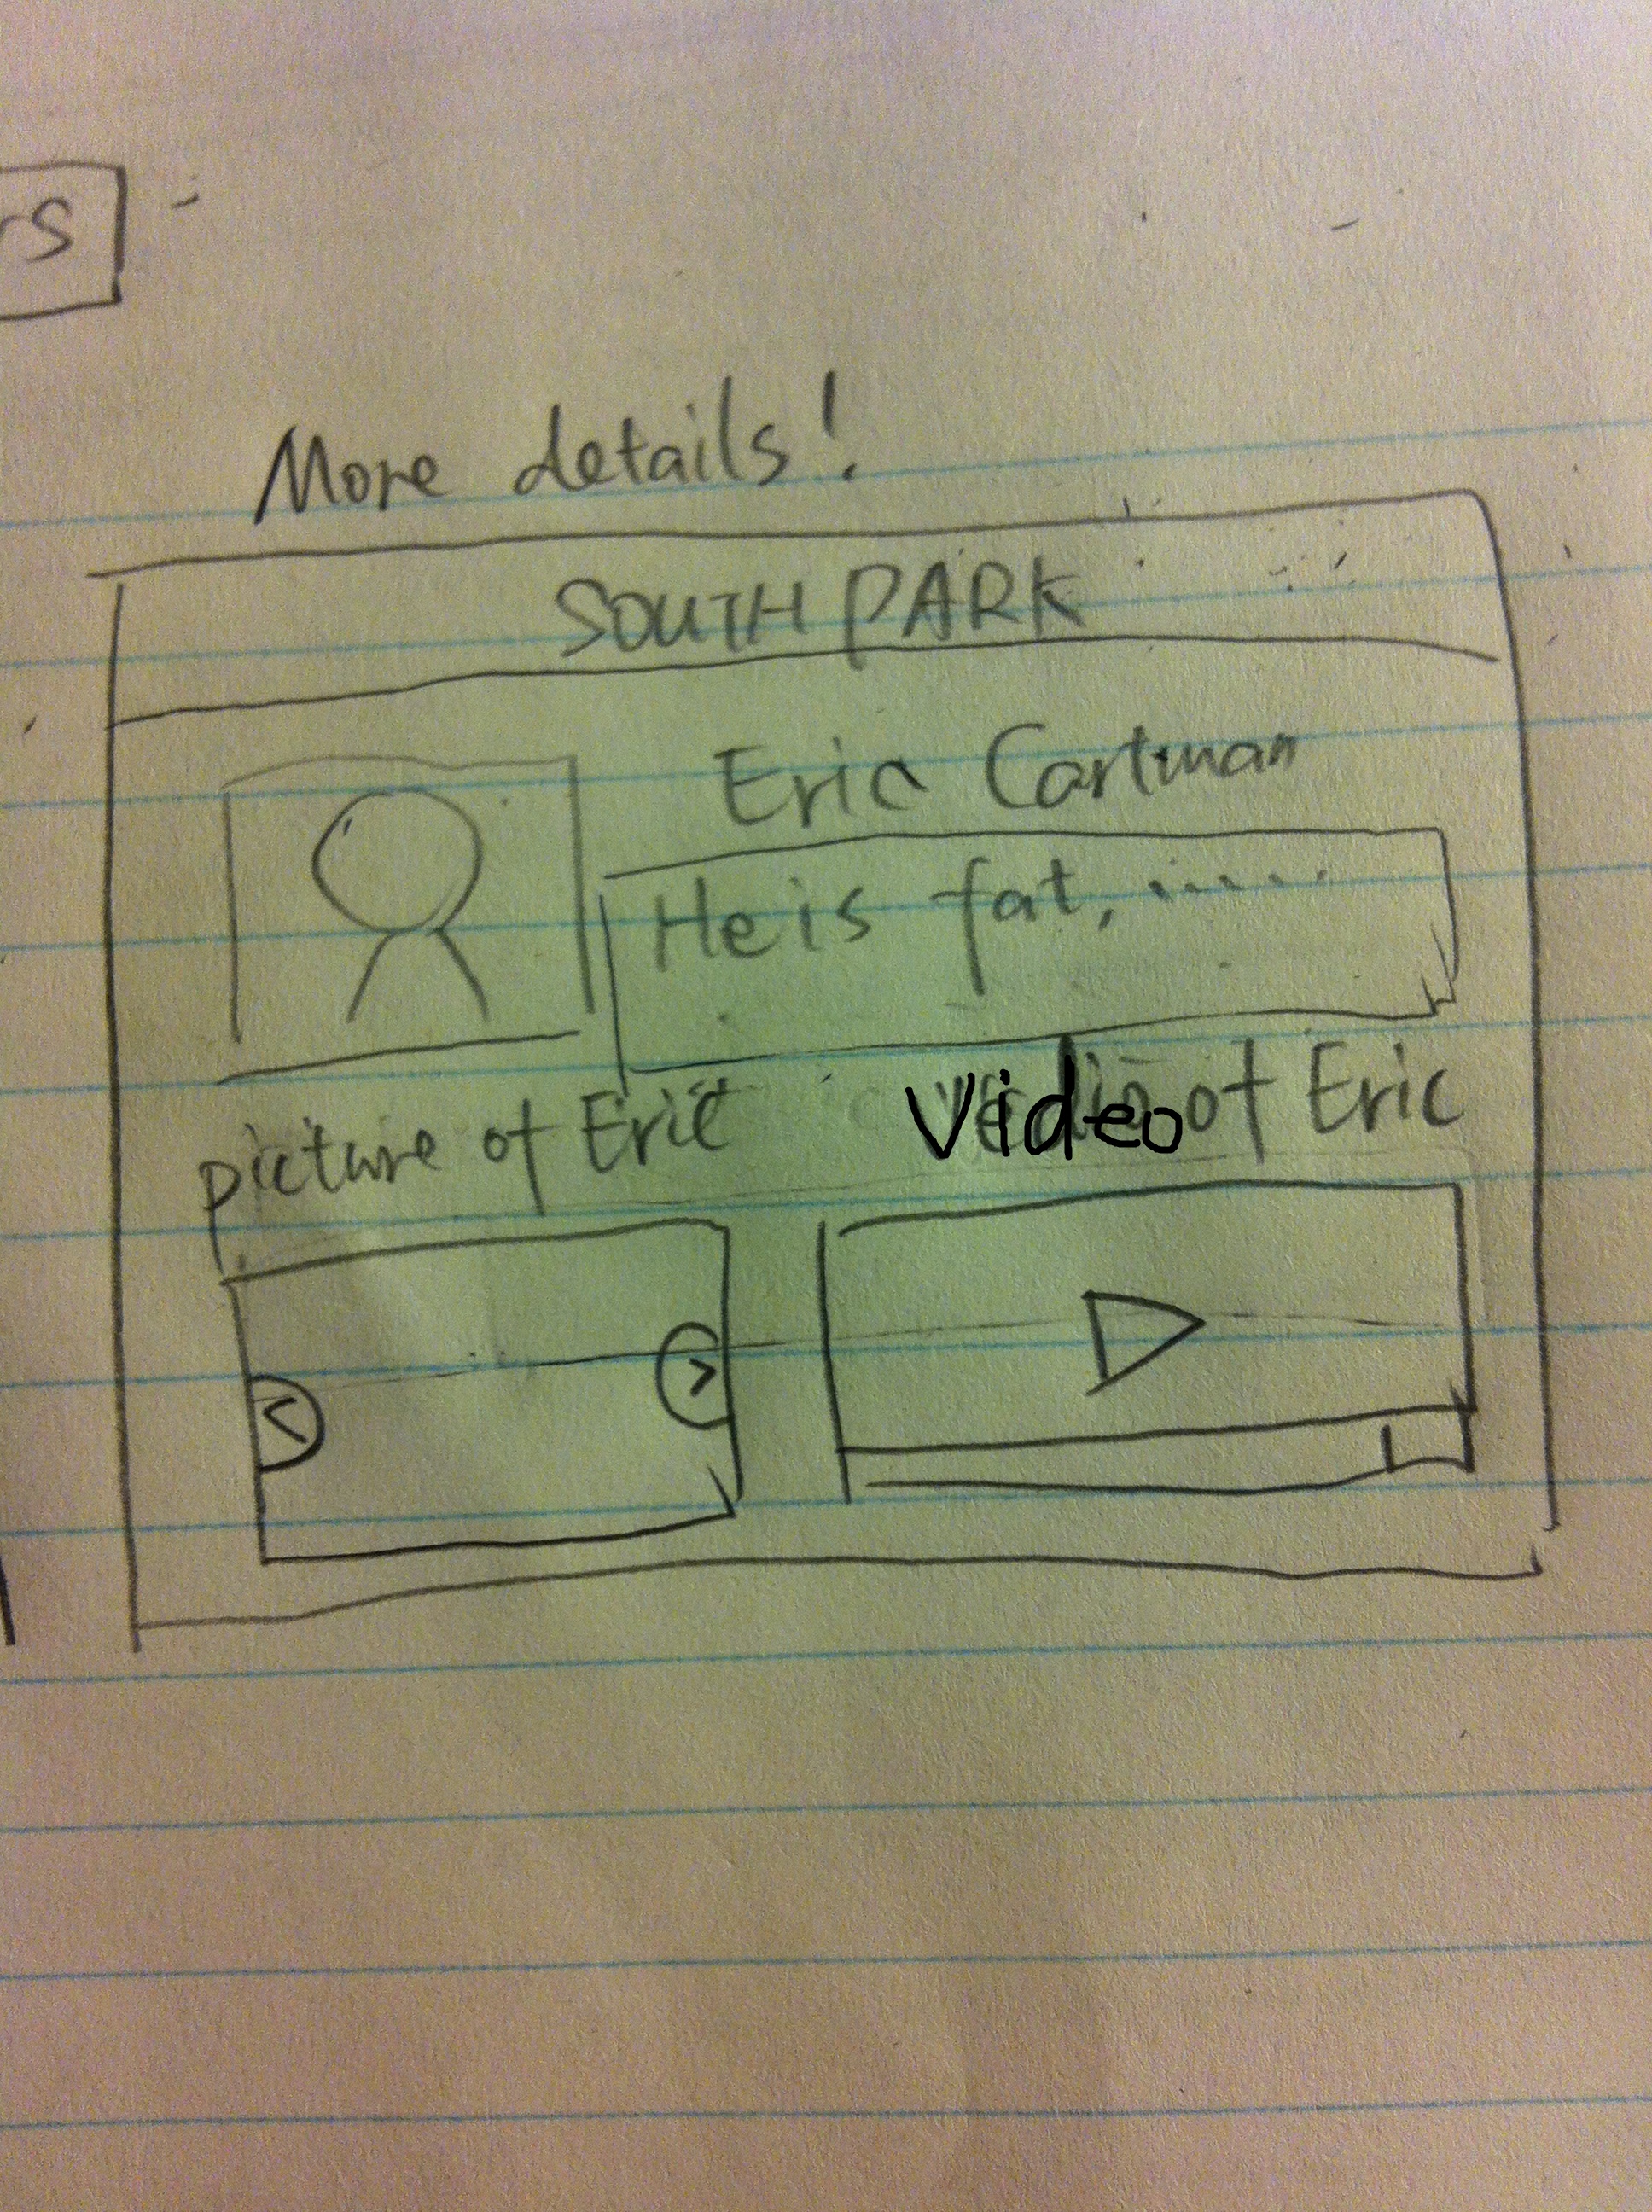 rs
More details!
SOUTH PARK
Eric Cartman
He is fat, ......
picture of Eric
Video of Eric
<
>